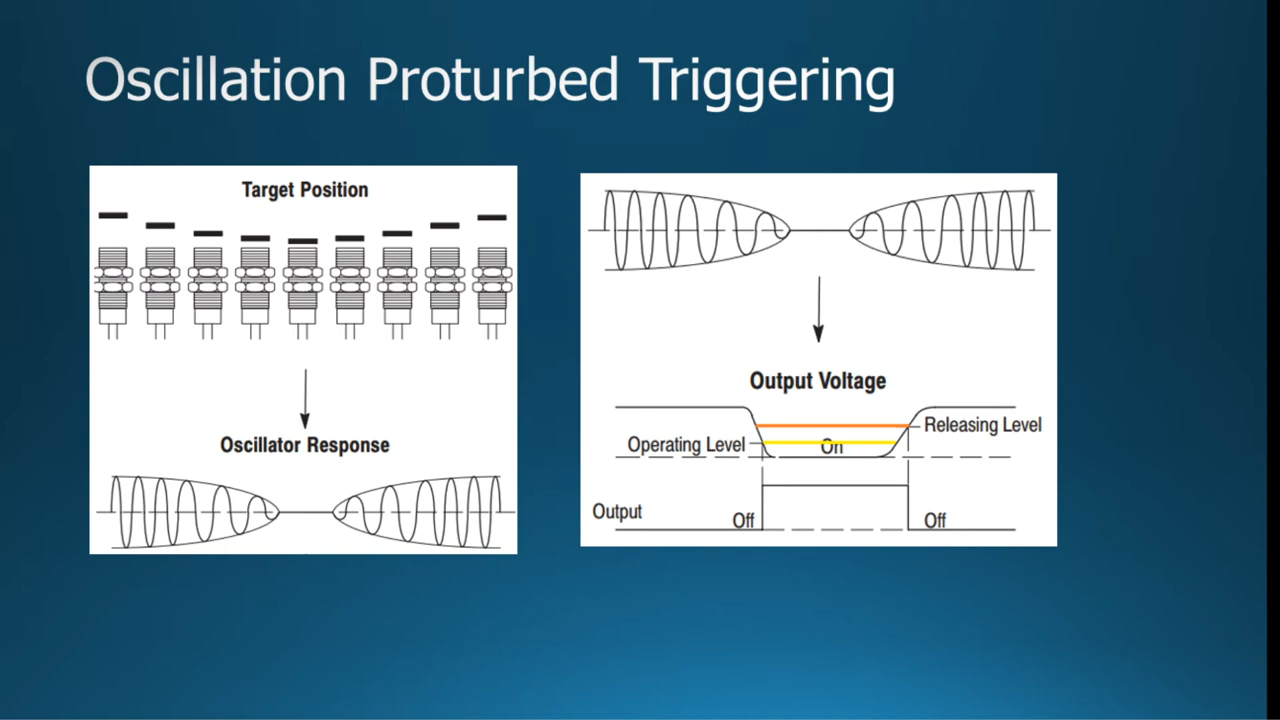 Oscillation Proturbed Triggering
Target Position
Oscillator Response
Output Voltage
Releasing Level
Operating Level
On
Output
Off
Off